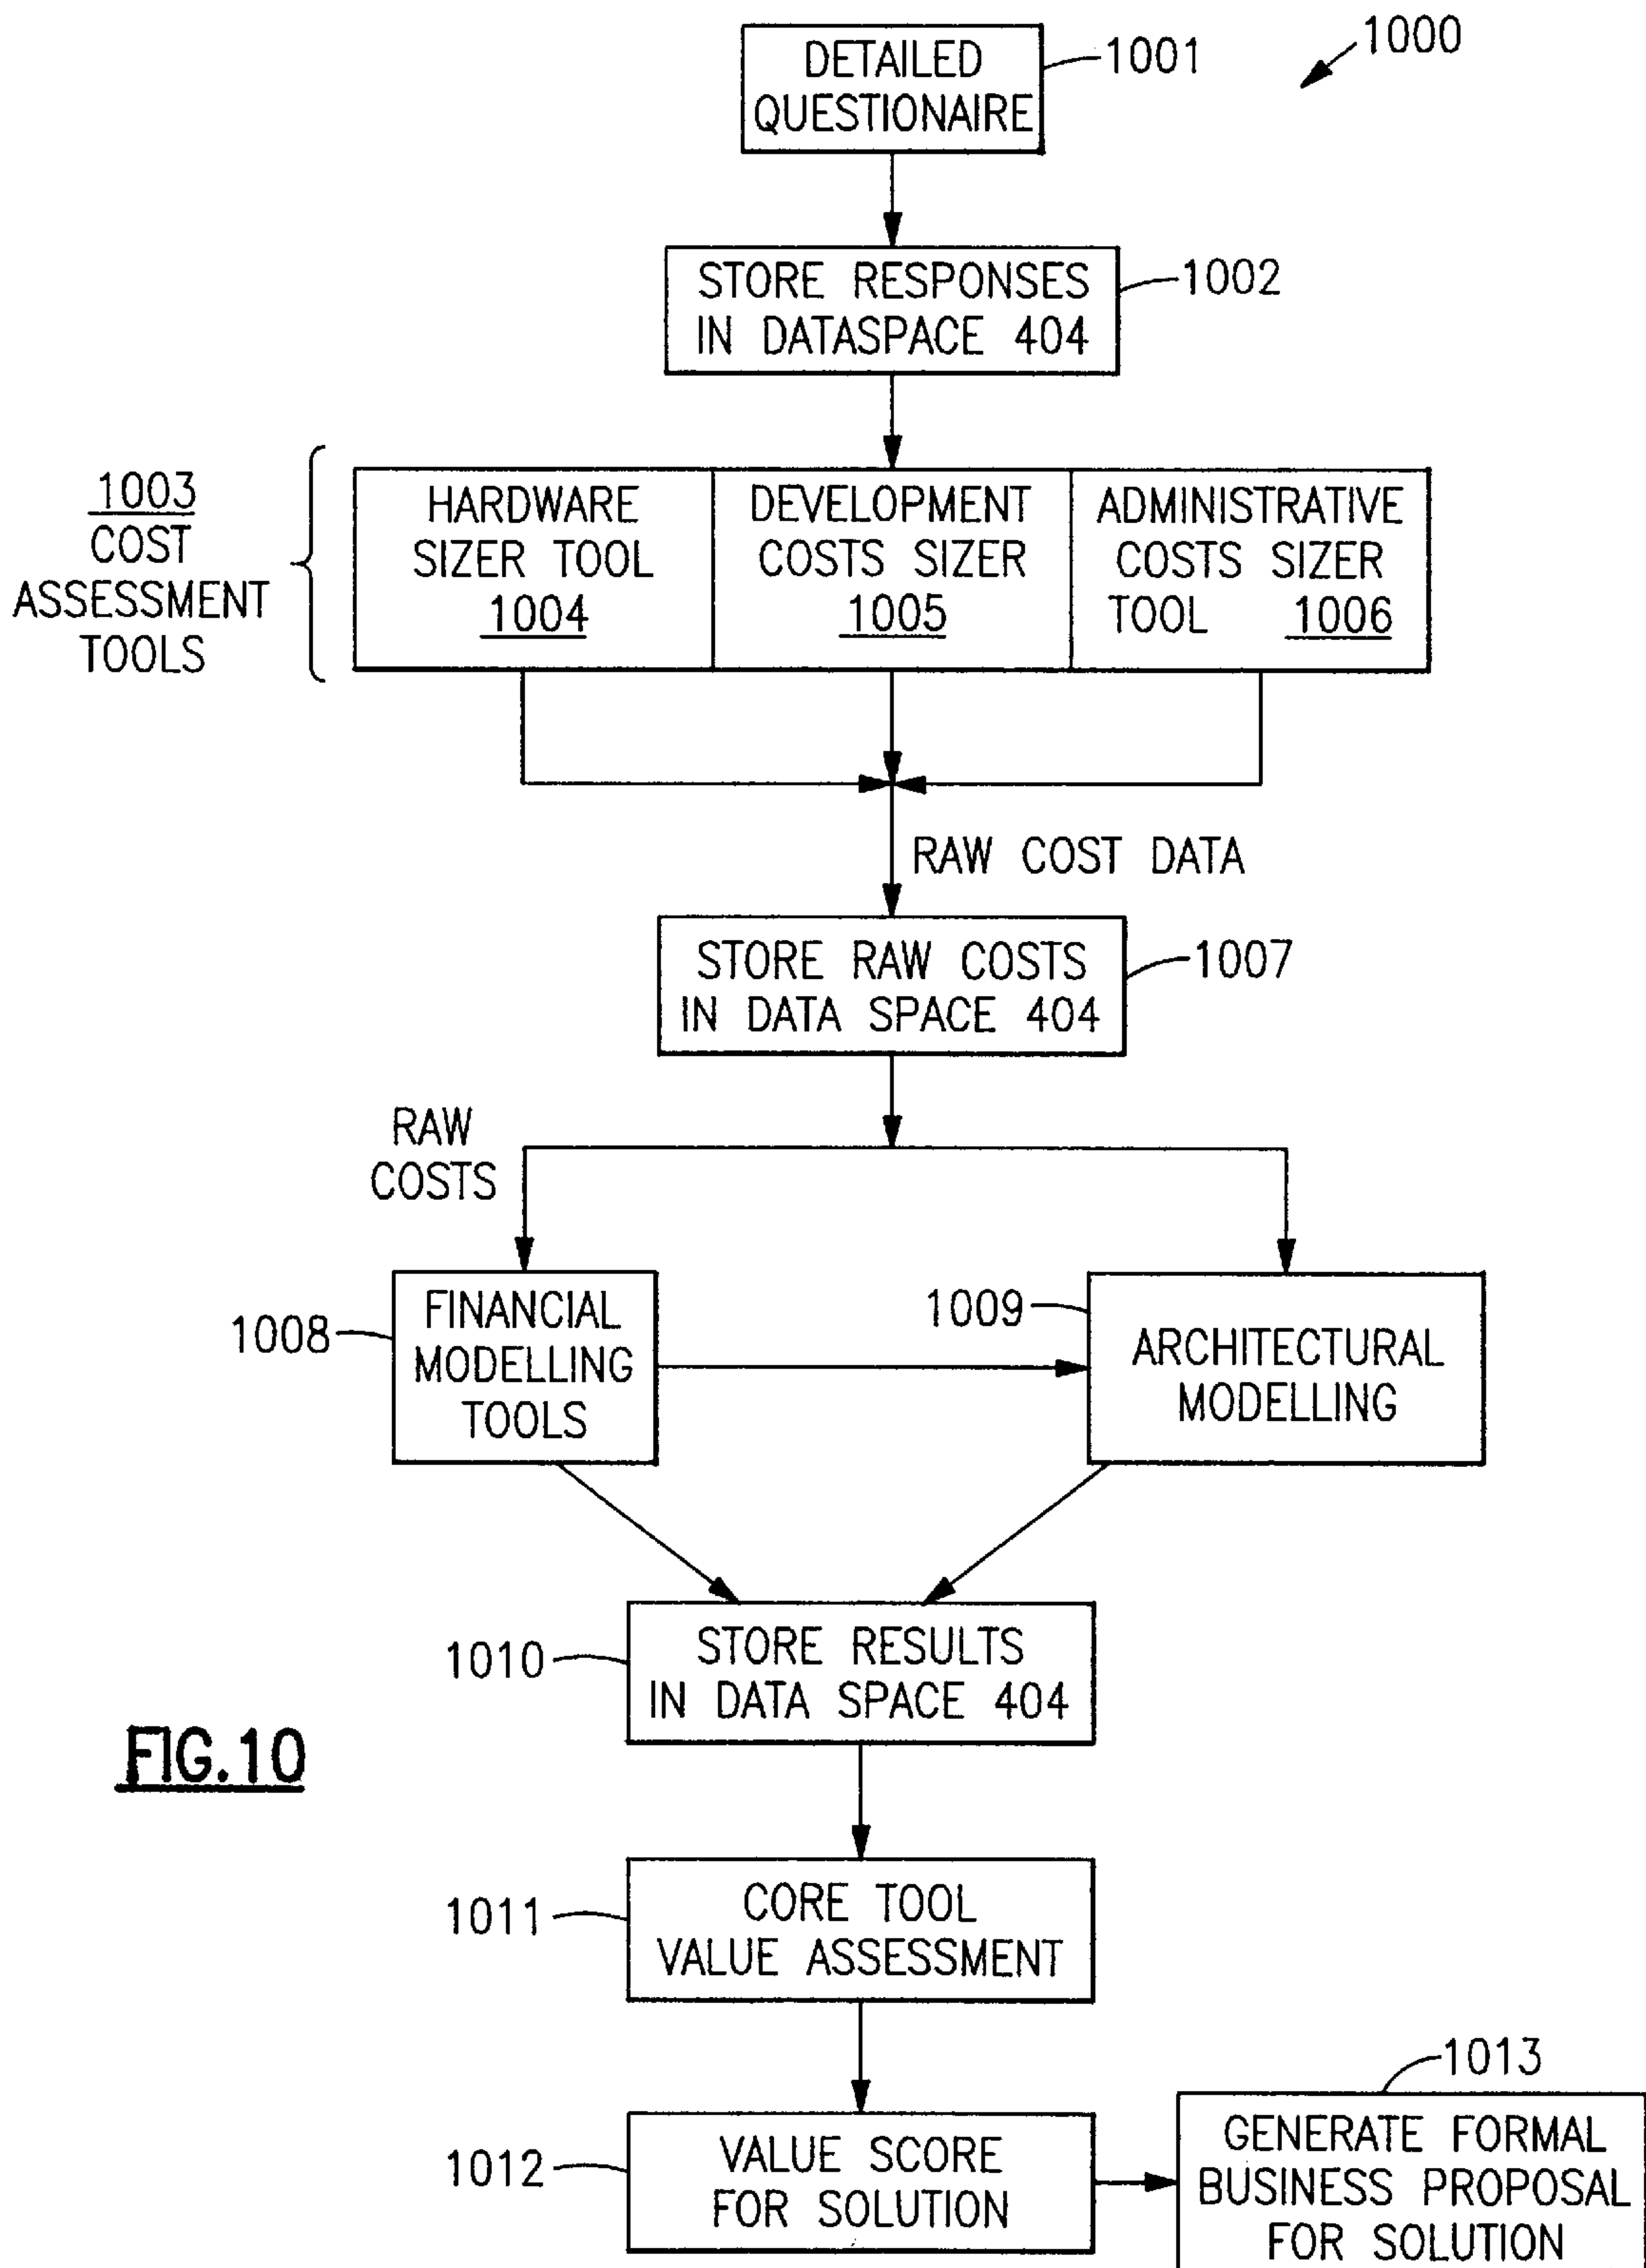 1000
DETAILED
QUESTIONAIRE
1001
STORE RESPONSES
IN DATASPACE 404
1002
1003
COST
ASSESSMENT
TOOLS
HARDWARE
SIZER TOOL
1004
DEVELOPMENT
COSTS SIZER
1005
ADMINISTRATIVE
COSTS SIZER
TOOL 1006
RAW COST DATA
STORE RAW COSTS
IN DATA SPACE 404
1007
RAW
COSTS
1008
FINANCIAL
MODELLING
TOOLS
1009
ARCHITECTURAL
MODELLING
1010
STORE RESULTS
IN DATA SPACE 404
FIG.10
1011
CORE TOOL
VALUE ASSESSMENT
1012
VALUE SCORE
FOR SOLUTION
1013
GENERATE FORMAL
BUSINESS PROPOSAL
FOR SOLUTION